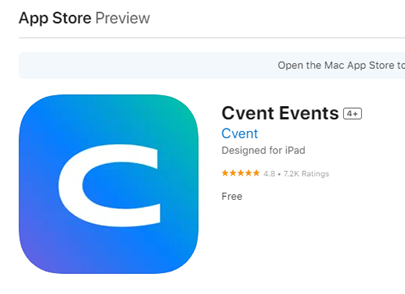 App Store Preview
Open the Mac App Store to
Cvent Events 4+
Cvent
Designed for iPad
★★★★★ 4.8 • 7.2K Ratings
Free
C